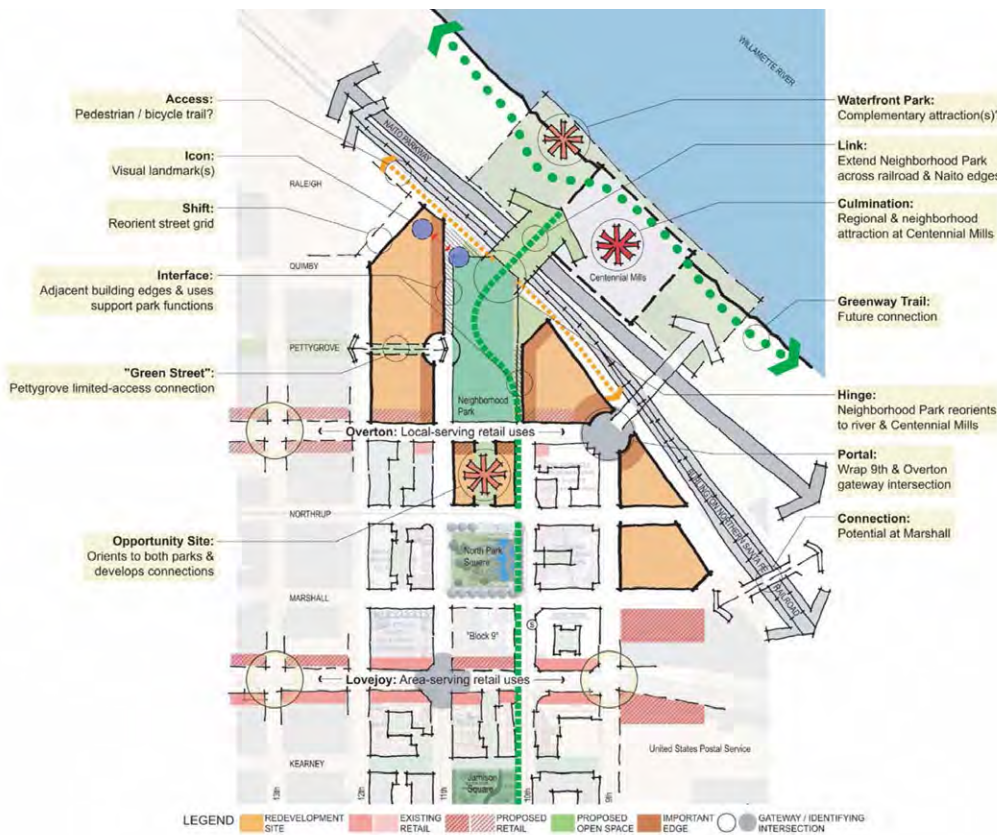 WILLAMETTE RIVER
Access:
Pedestrian / bicycle trail?
Icon:
Visual landmark(s)
Shift:
Reorient street grid
Interface:
Adjacent building edges & uses
support park functions
"Green Street":
Pettygrove limited-access connection
Opportunity Site:
Orients to both parks &
develops connections
Waterfront Park:
Complementary attraction(s)'
Link:
Extend Neighborhood Park
across railroad & Naito edges
Culmination:
Regional & neighborhood
attraction at Centennial Mills
Greenway Trail:
Future connection
Hinge:
Neighborhood Park reorients
to river & Centennial Mills
Portal:
Wrap 9th & Overton
gateway intersection
Connection:
Potential at Marshall
NAITO PARKWAY
RALEIGH
QUIMBY
Centennial Mills
PETTYGROVE
Neighborhood
Park
Overton: Local-serving retail uses
NORTHRUP
North Park
Square
BURLINGTON NORTHERN SANTA FE
RAILROAD
MARSHALL
"Block 9"
S
Lovejoy: Area-serving retail uses
United States Postal Service
KEARNEY
Jamison
Square
13th
12th
11th
10th
9th
LEGEND
REDEVELOPMENT
SITE
EXISTING
RETAIL
PROPOSED
RETAIL
PROPOSED
OPEN SPACE
IMPORTANT
EDGE
GATEWAY / IDENTIFYING
INTERSECTION